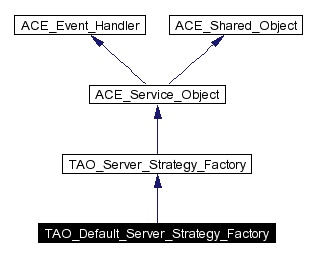 ACE_Event_Handler
ACE_Shared_Object
ACE_Service_Object
TAO_Server_Strategy_Factory
TAO_Default_Server_Strategy_Factory